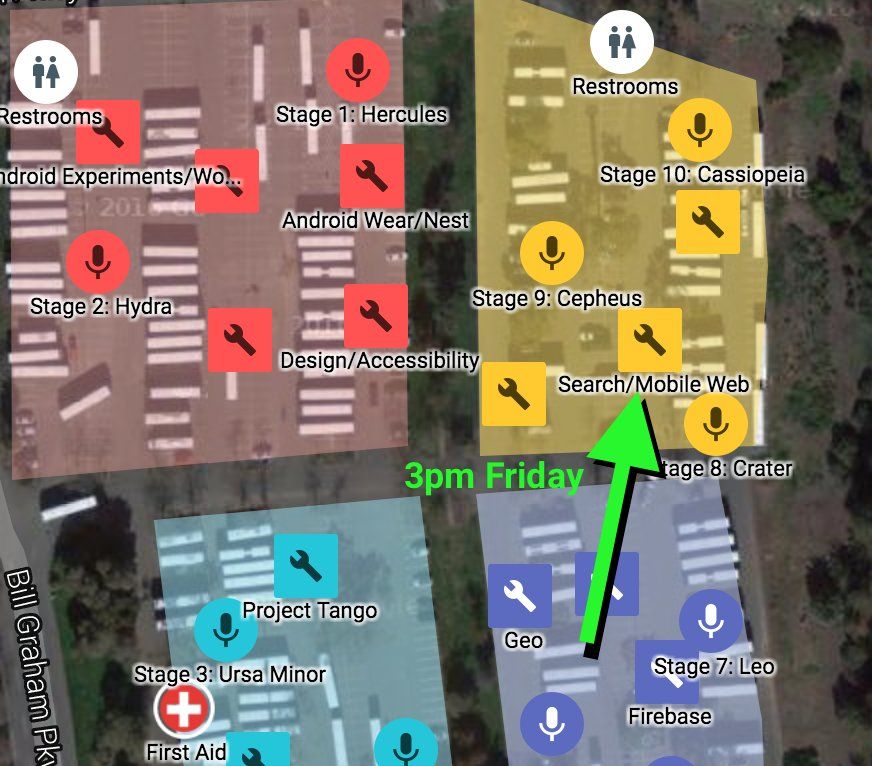 Restrooms
Restrooms
Stage 1: Hercules
Stage 10: Cassiopeia
ndroid Experiments/Wo...
Android Wear/Nest
Stage 9: Cepheus
Stage 2: Hydra
Design/Accessibility
Search/Mobile Web
3pm Friday
tage 8: Crater
Project Tango
Geo
Stage 3: Ursa Minor
Stage 7: Leo
Firebase
First Aid
Bill Graham Pkw